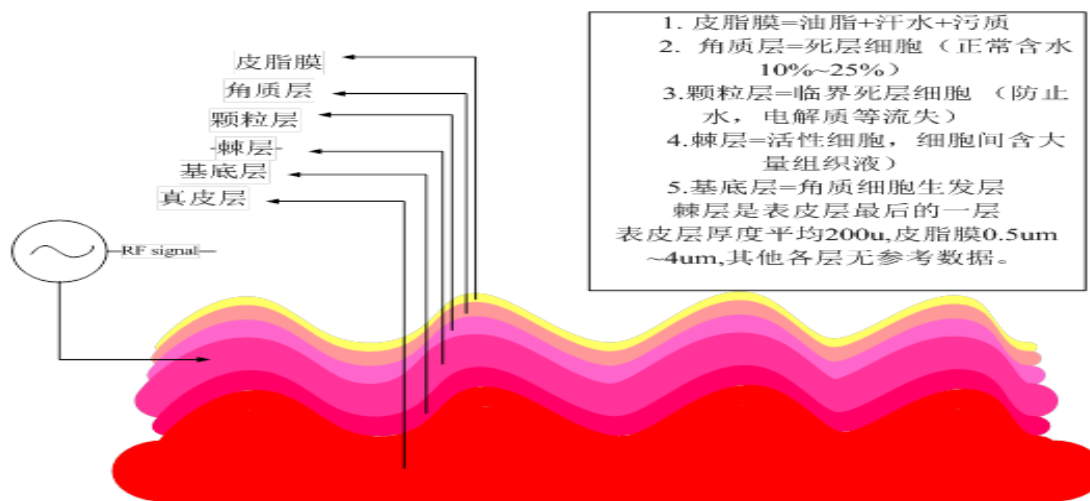 皮脂膜
角质层
颗粒层
棘层
基底层
真皮层
RF signal
1. 皮脂膜=油脂+汗水+污质
2. 角质层=死层细胞（正常含水
10%~25%）
3.颗粒层=临界死层细胞 （防止
水，电解质等流失）
4.棘层=活性细胞，细胞间含大
量组织液）
5.基底层=角质细胞生发层
棘层是表皮层最后的一层
表皮层厚度平均200u,皮脂膜0.5um
~4um,其他各层无参考数据。